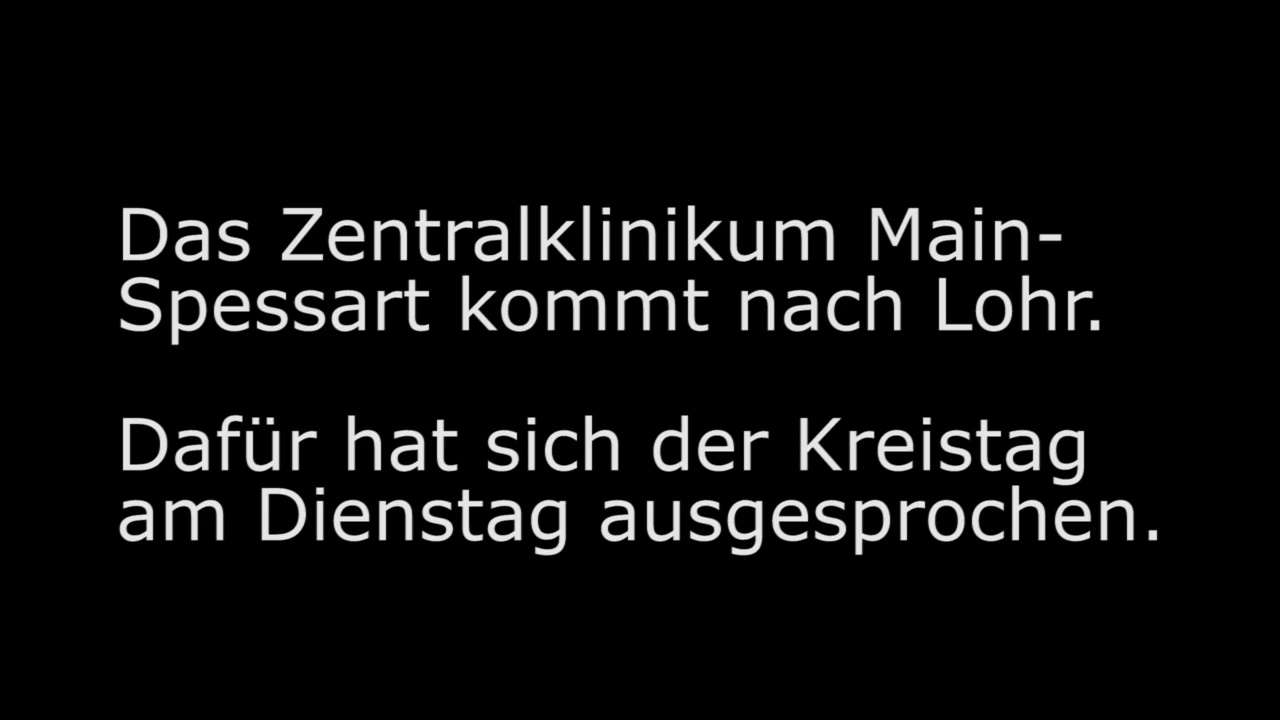 Das Zentralklinikum Main-
Spessart kommt nach Lohr.
Dafür hat sich der Kreistag
am Dienstag ausgesprochen.